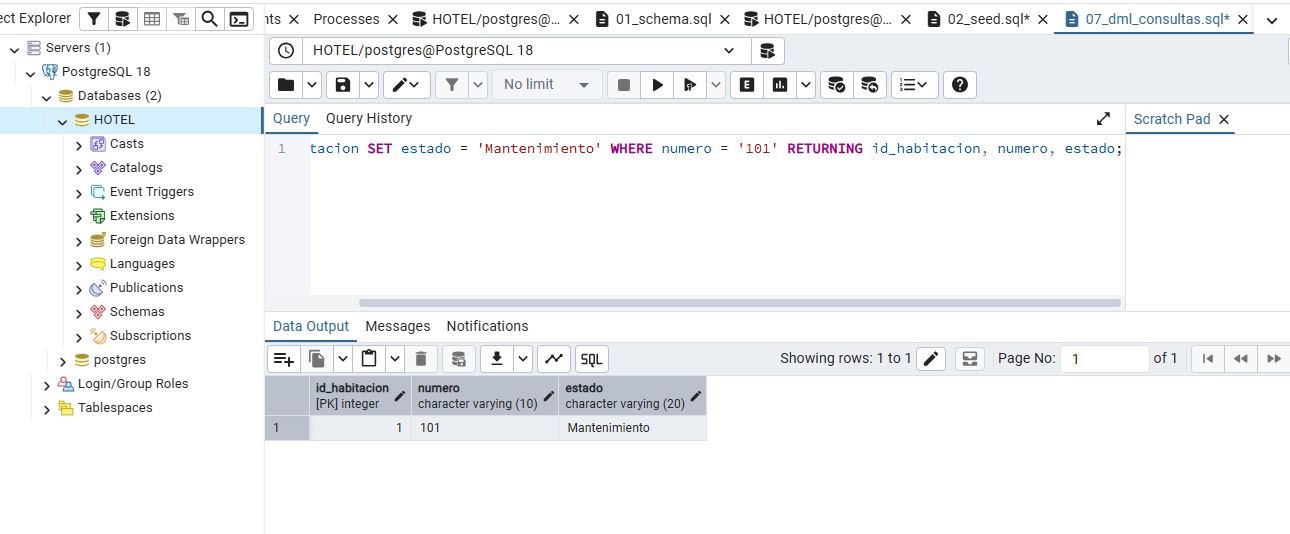 ect Explorer
nts
Processes
HOTEL/postgres@...
01_schema.sql
HOTEL/postgres@...
02_seed.sql*
07_dml_consultas.sql*
Servers (1)
PostgreSQL 18
Databases (2)
HOTEL
Casts
Catalogs
Event Triggers
Extensions
Foreign Data Wrappers
Languages
Publications
Schemas
Subscriptions
postgres
Login/Group Roles
Tablespaces
HOTEL/postgres@PostgreSQL 18
No limit
E
Query Query History
Scratch Pad
1 tacion SET estado = 'Mantenimiento' WHERE numero = '101' RETURNING id_habitacion, numero, estado;
Data Output Messages Notifications
SQL
Showing rows: 1 to 1
Page No: 1 of 1
id_habitacion numero estado
[PK] integer character varying (10) character varying (20)
1 1 101 Mantenimiento